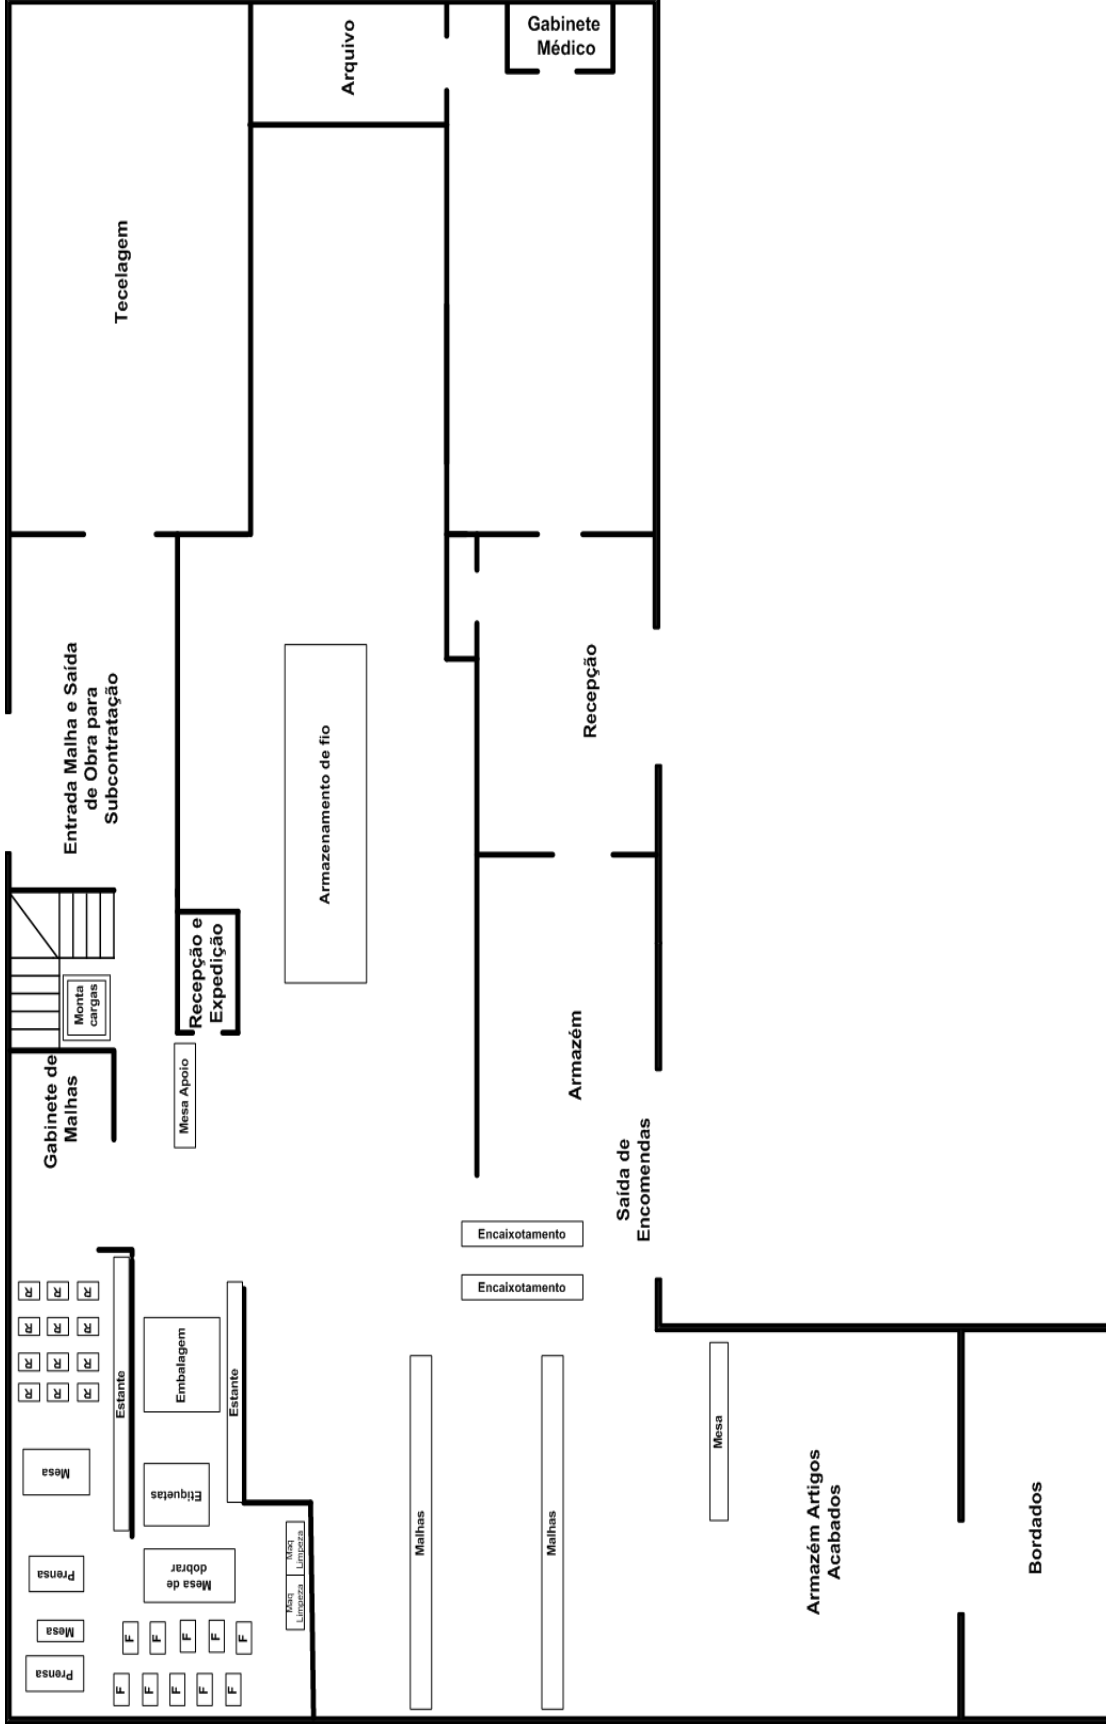 Gabinete
Médico
Arquivo
Tecelagem
Entrada Malha e Saída
de Obra para
Subcontratação
Recepção
Armazenamento de fio
Recepção e
Expedição
Monta
cargas
Gabinete de
Malhas
Mesa Apoio
Armazém
Saída de
Encomendas
Encaixotamento
Encaixotamento
R R R
R R R
R R R
R R R
Estante
Embalagem
Estante
Mesa
Etiquetas
Prensa
Mesa de
dobrar
Maq
Limpeza
Maq
Limpeza
Mesa
Prensa
F F F F F
F F F F F
Malhas
Malhas
Mesa
Armazém Artigos
Acabados
Bordados